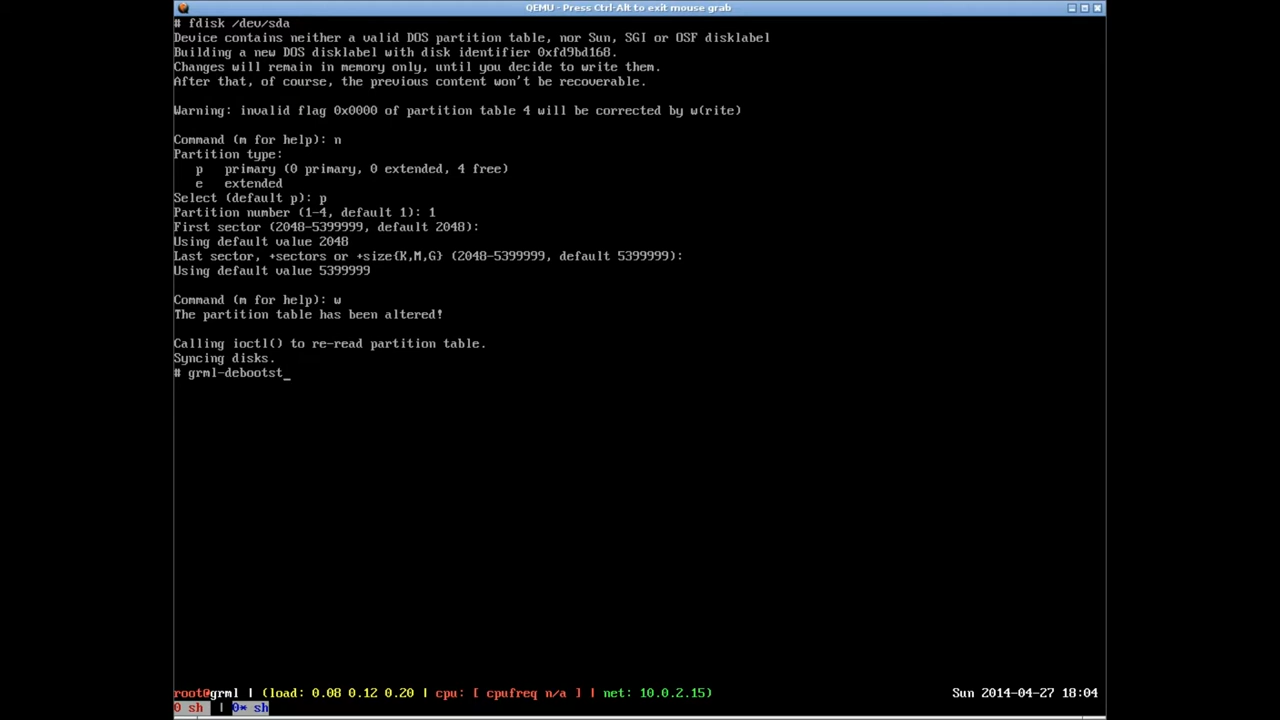 QEMU - Press Ctrl-Alt to exit mouse grab
# fdisk /dev/sda
Device contains neither a valid DOS partition table, nor Sun, SGI or OSF disklabel
Building a new DOS disklabel with disk identifier 0xfd9bd168.
Changes will remain in memory only, until you decide to write them.
After that, of course, the previous content won't be recoverable.
Warning: invalid flag 0x0000 of partition table 4 will be corrected by w(rite)
Command (m for help): n
Partition type:
p   primary (0 primary, 0 extended, 4 free)
e   extended
Select (default p): p
Partition number (1-4, default 1): 1
First sector (2048-5399999, default 2048):
Using default value 2048
Last sector, +sectors or +size{K,M,G} (2048-5399999, default 5399999):
Using default value 5399999
Command (m for help): w
The partition table has been altered!
Calling ioctl() to re-read partition table.
Syncing disks.
# grml-debootst_
root@grml | (load: 0.08 0.12 0.20 | cpu: [ cpufreq n/a ] | net: 10.0.2.15) Sun 2014-04-27 18:04
0 sh | 0* sh